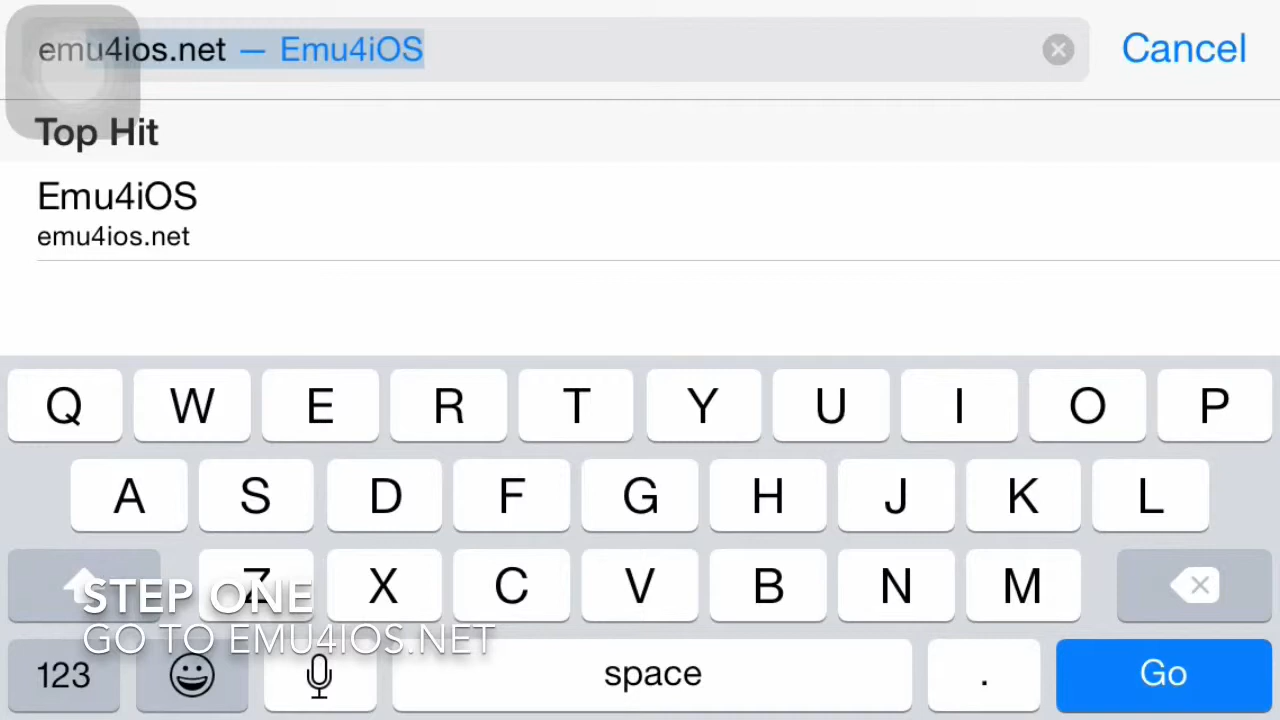 emu4ios.net — Emu4iOS
Cancel
Top Hit
Emu4iOS
emu4ios.net
Q W E R T Y U I O P
A S D F G H J K L
Z X C V B N M
STEP ONE
GO TO EMU4IOS.NET
123 space . Go